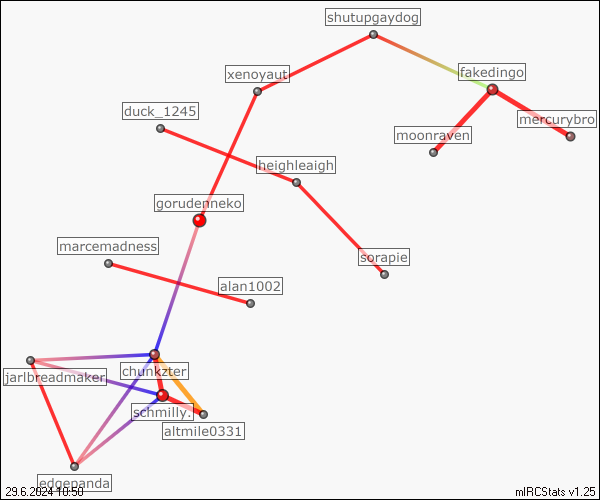 shutupgaydog
xenoyaut
fakedingo
duck_1245
mercurybro
moonraven
heighleaigh
gorudenneko
marcemadness
sorapie
alan1002
chunkzter
jarlbreadmaker
schmilly.
altmile0331
edgepanda
29.6.2024 10:50
mIRCStats v1.25